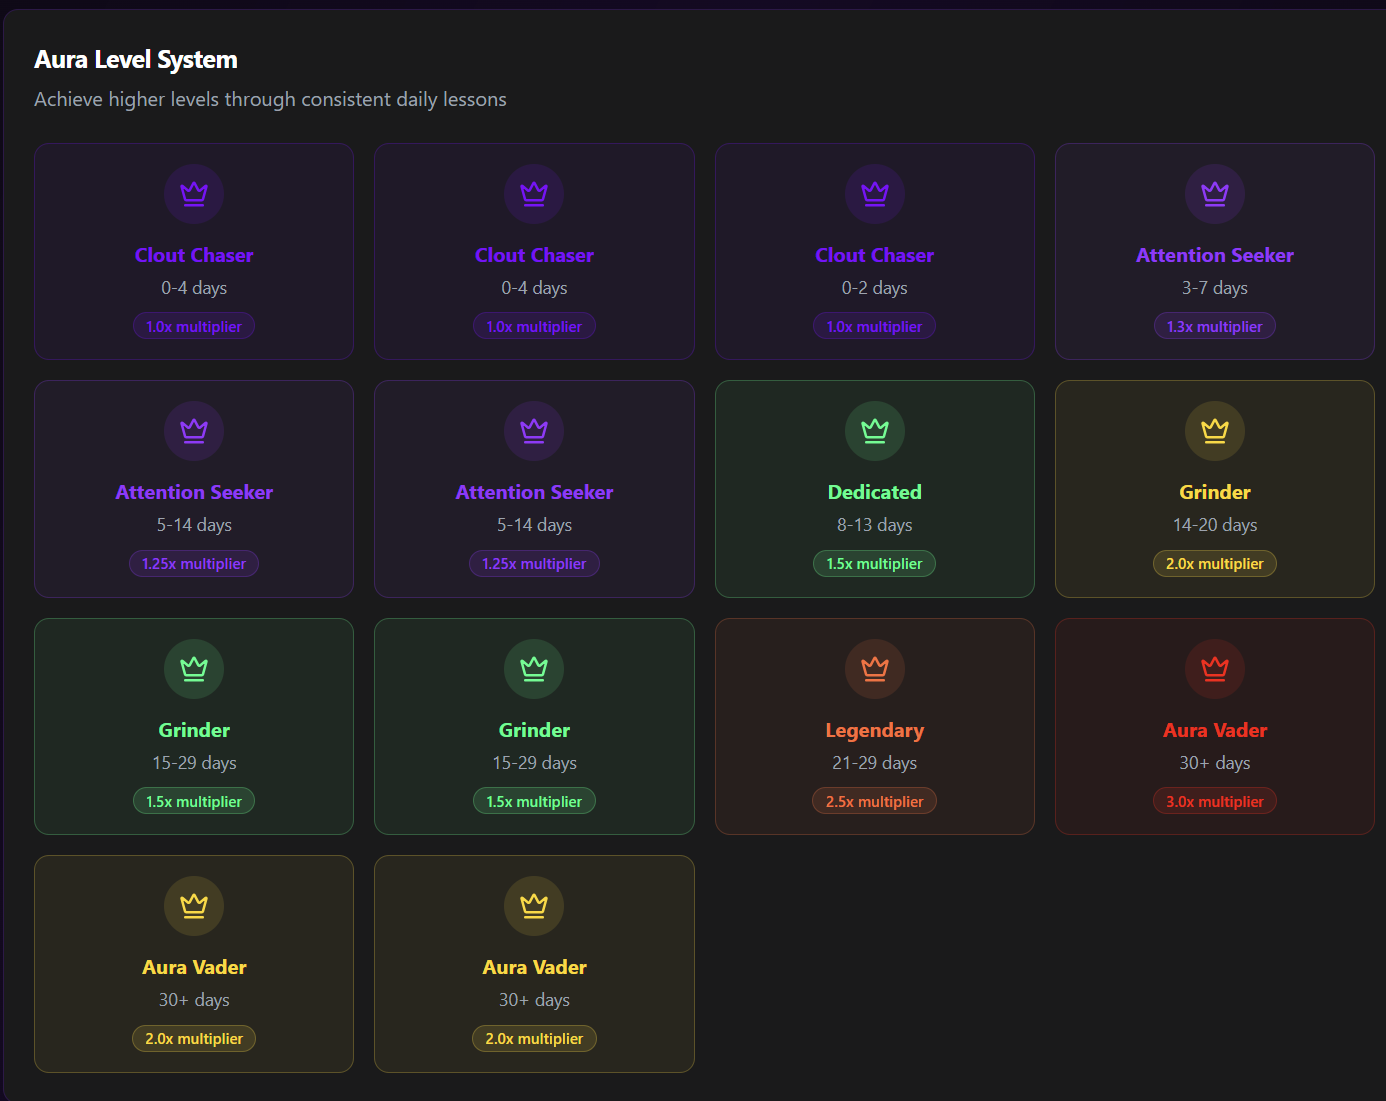 Aura Level System
Achieve higher levels through consistent daily lessons
Clout Chaser
0-4 days
1.0x multiplier
Clout Chaser
0-4 days
1.0x multiplier
Clout Chaser
0-2 days
1.0x multiplier
Attention Seeker
3-7 days
1.3x multiplier
Attention Seeker
5-14 days
1.25x multiplier
Attention Seeker
5-14 days
1.25x multiplier
Dedicated
8-13 days
1.5x multiplier
Grinder
14-20 days
2.0x multiplier
Grinder
15-29 days
1.5x multiplier
Grinder
15-29 days
1.5x multiplier
Legendary
21-29 days
2.5x multiplier
Aura Vader
30+ days
3.0x multiplier
Aura Vader
30+ days
2.0x multiplier
Aura Vader
30+ days
2.0x multiplier